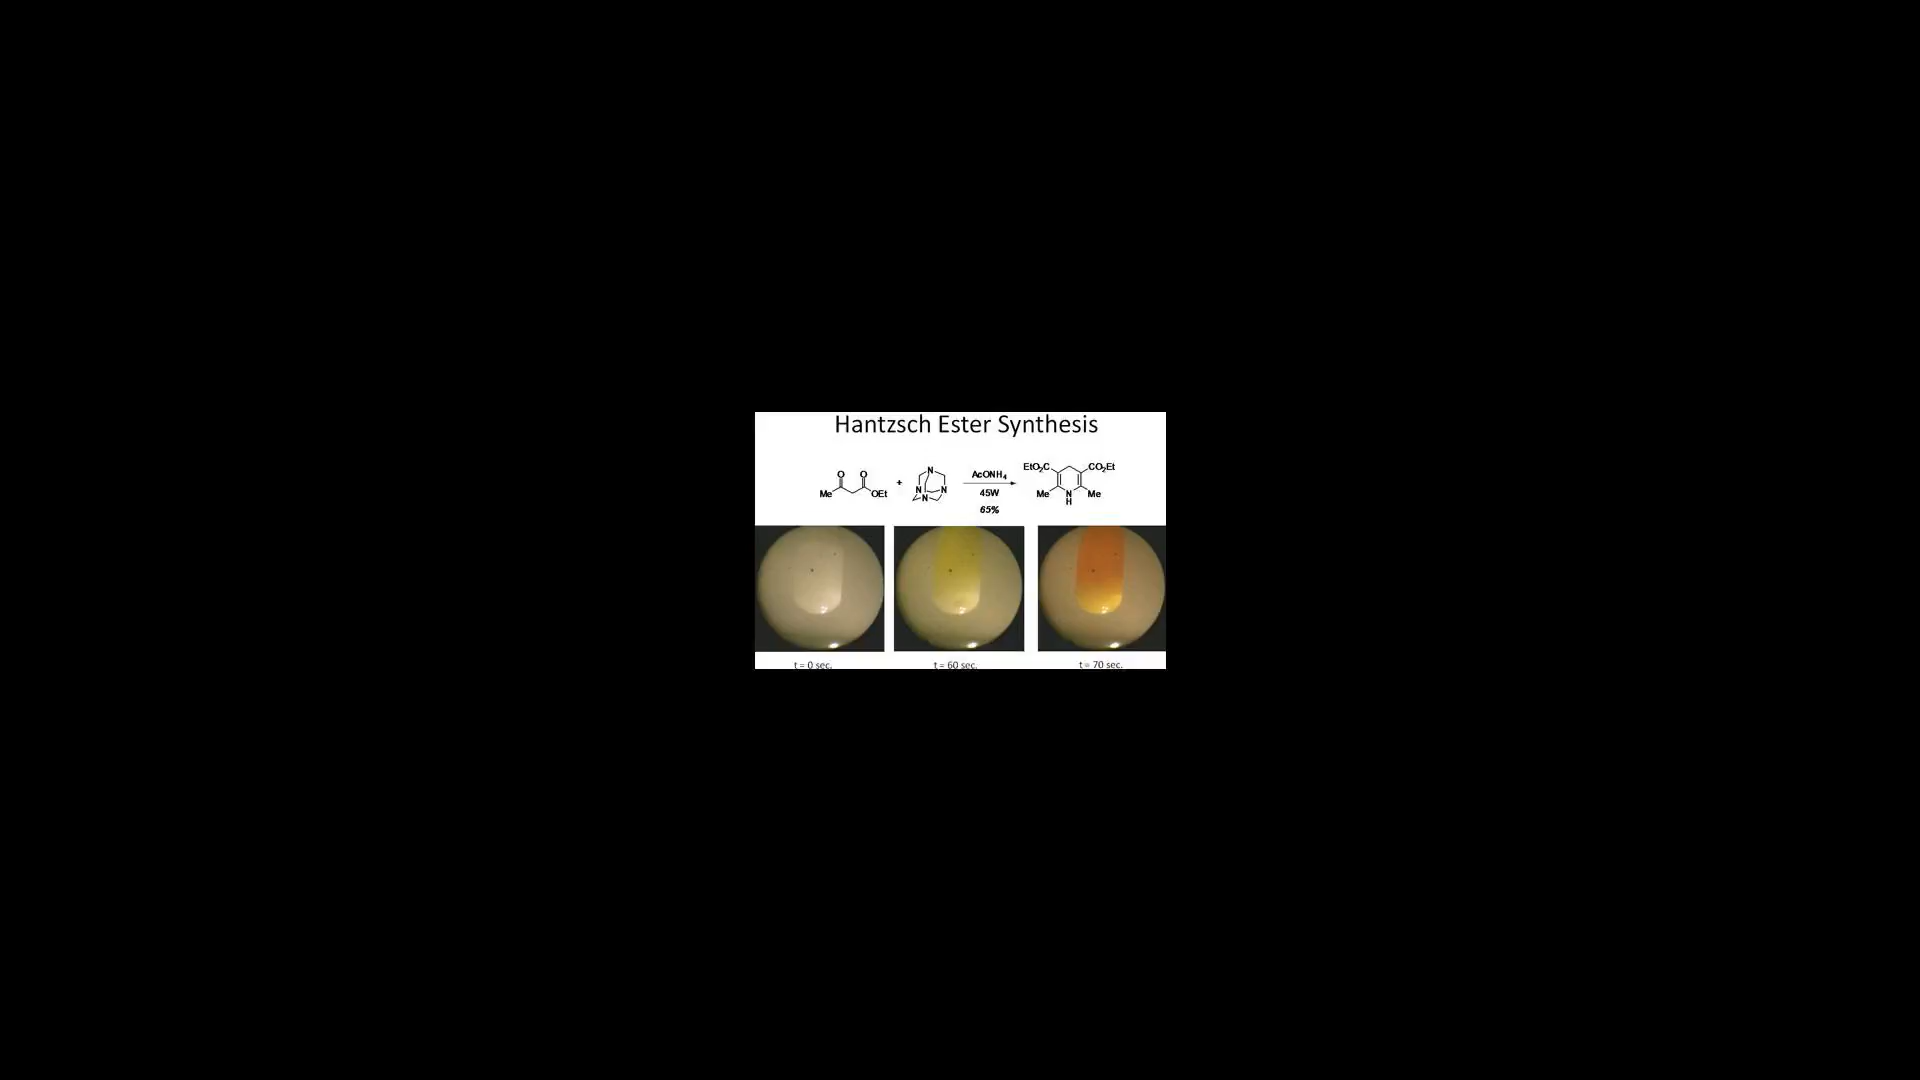 Hantzsch Ester Synthesis
O O
Me OEt
+
N
N N
N
AcONH4
45W
65%
EtO2C CO2Et
Me N Me
H
t = 0 sec. t = 60 sec. t = 70 sec.